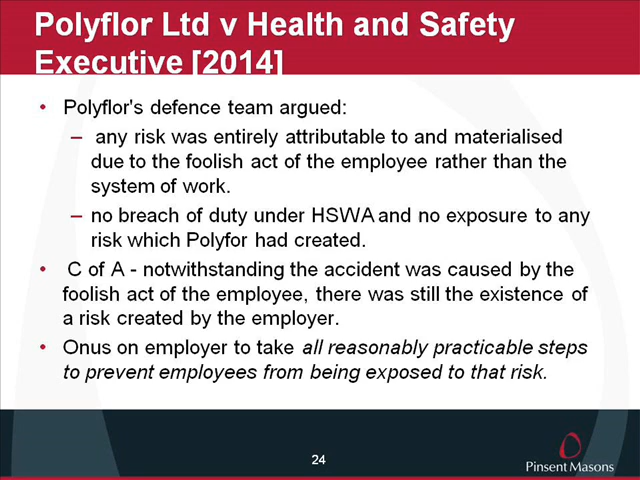 Polyflor Ltd v Health and Safety
Executive [2014]
• Polyflor's defence team argued:
– any risk was entirely attributable to and materialised
due to the foolish act of the employee rather than the
system of work.
– no breach of duty under HSWA and no exposure to any
risk which Polyfor had created.
• C of A - notwithstanding the accident was caused by the
foolish act of the employee, there was still the existence of
a risk created by the employer.
• Onus on employer to take all reasonably practicable steps
to prevent employees from being exposed to that risk.
24
Pinsent Masons